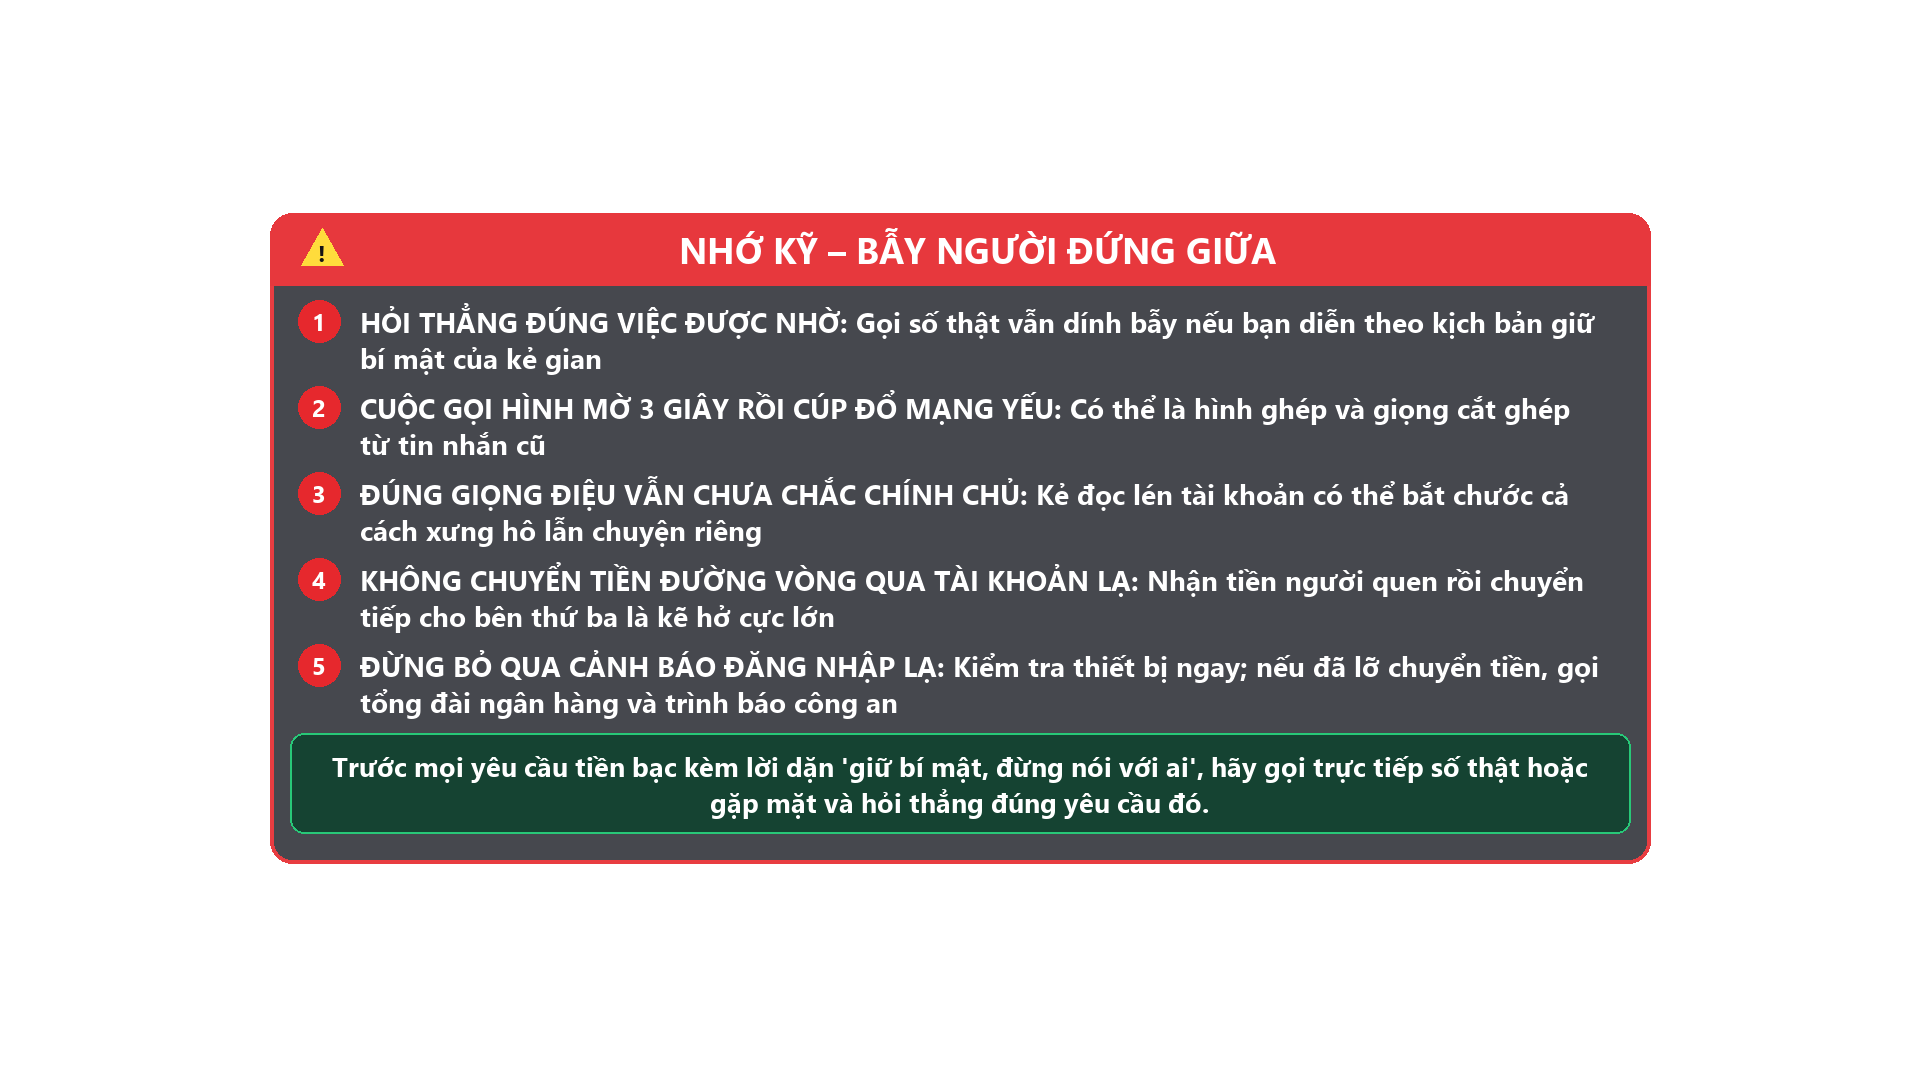 NHỚ KỸ – BẪY NGƯỜI ĐỨNG GIỮA
1 HỎI THẲNG ĐÚNG VIỆC ĐƯỢC NHỜ: Gọi số thật vẫn dính bẫy nếu bạn diễn theo kịch bản giữ
bí mật của kẻ gian
2 CUỘC GỌI HÌNH MỜ 3 GIÂY RỒI CÚP ĐỔ MẠNG YẾU: Có thể là hình ghép và giọng cắt ghép
từ tin nhắn cũ
3 ĐÚNG GIỌNG ĐIỆU VẪN CHƯA CHẮC CHÍNH CHỦ: Kẻ đọc lén tài khoản có thể bắt chước cả
cách xưng hô lẫn chuyện riêng
4 KHÔNG CHUYỂN TIỀN ĐƯỜNG VÒNG QUA TÀI KHOẢN LẠ: Nhận tiền người quen rồi chuyển
tiếp cho bên thứ ba là kẽ hở cực lớn
5 ĐỪNG BỎ QUA CẢNH BÁO ĐĂNG NHẬP LẠ: Kiểm tra thiết bị ngay; nếu đã lỡ chuyển tiền, gọi
tổng đài ngân hàng và trình báo công an
Trước mọi yêu cầu tiền bạc kèm lời dặn 'giữ bí mật, đừng nói với ai', hãy gọi trực tiếp số thật hoặc
gặp mặt và hỏi thẳng đúng yêu cầu đó.